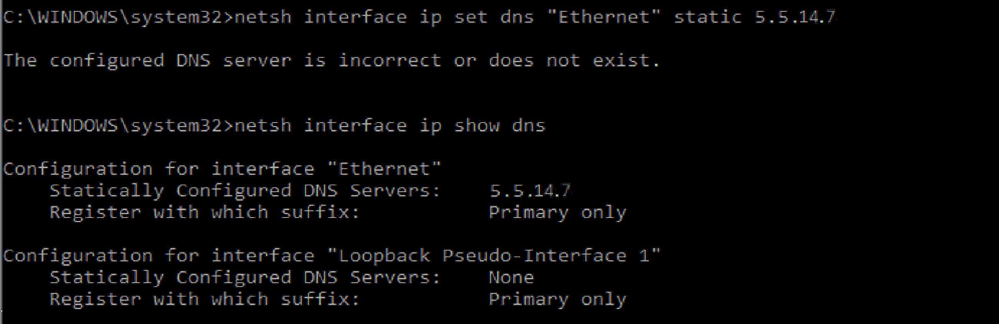 C:\WINDOWS\system32>netsh interface ip set dns "Ethernet" static 5.5.14.7
The configured DNS server is incorrect or does not exist.
C:\WINDOWS\system32>netsh interface ip show dns
Configuration for interface "Ethernet"
    Statically Configured DNS Servers:    5.5.14.7
    Register with which suffix:           Primary only
Configuration for interface "Loopback Pseudo-Interface 1"
    Statically Configured DNS Servers:    None
    Register with which suffix:           Primary only